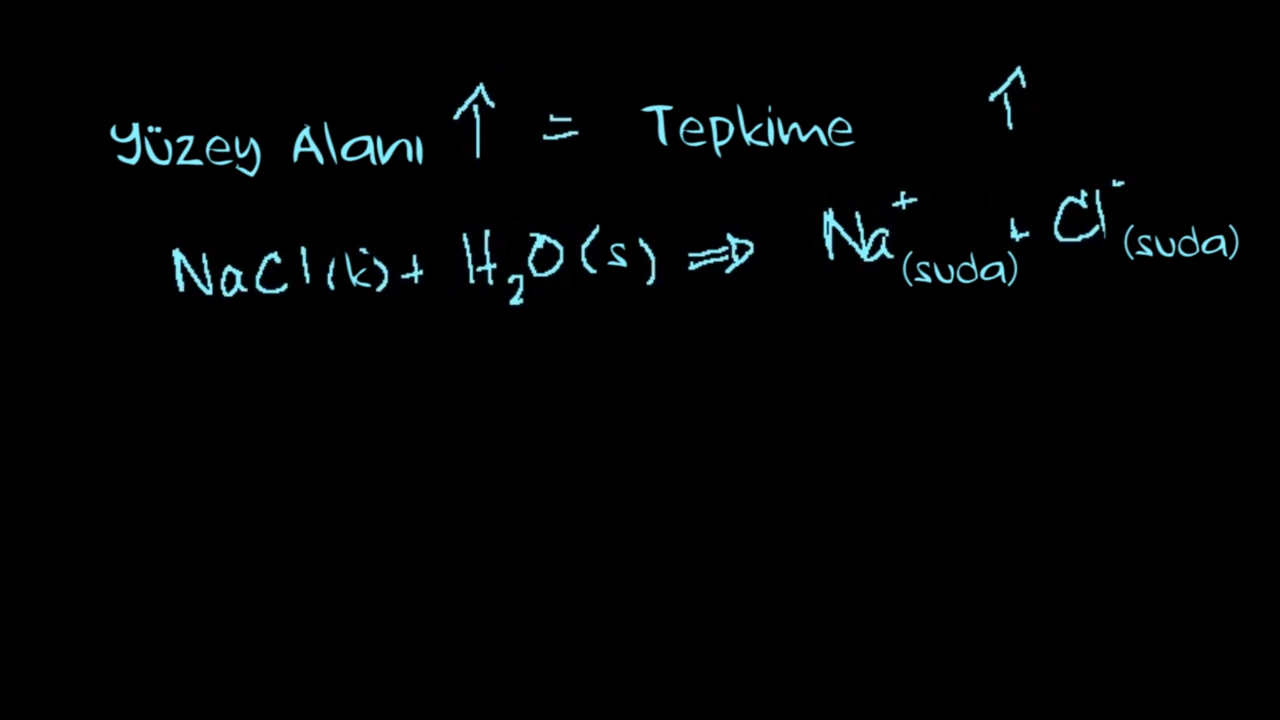 Yüzey Alanı ↑ = Tepkime ↑
NaCl(k) + H₂O(s) ⇒ Na⁺(suda) + Cl⁻(suda)